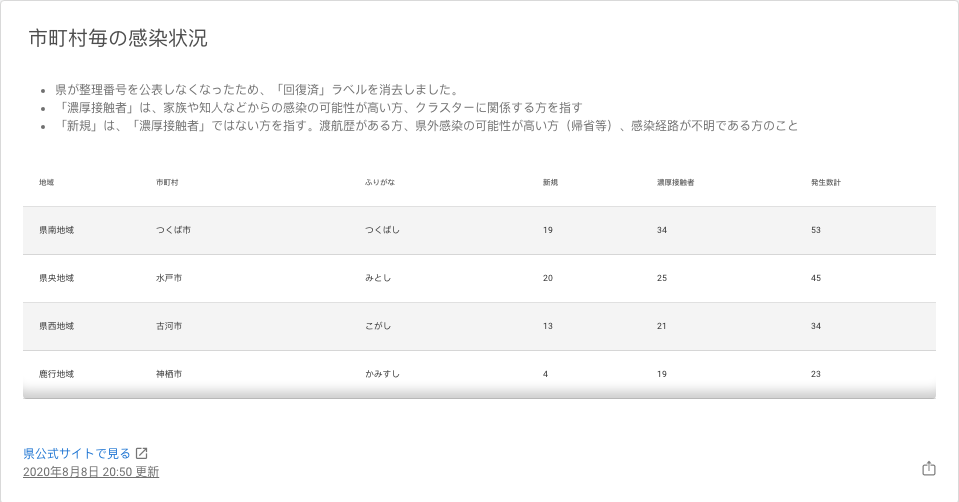 市町村毎の感染状況
• 県が整理番号を公表しなくなったため、「回復済」ラベルを消去しました。
• 「濃厚接触者」は、家族や知人などからの感染の可能性が高い方、クラスターに関係する方を指す
• 「新規」は、「濃厚接触者」ではない方を指す。渡航歴がある方、県外感染の可能性が高い方（帰省等）、感染経路が不明である方のこと
地域 市町村 ふりがな 新規 濃厚接触者 発生数計
県南地域 つくば市 つくばし 19 34 53
県央地域 水戸市 みとし 20 25 45
県西地域 古河市 こがし 13 21 34
鹿行地域 神栖市 かみすし 4 19 23
県公式サイトで見る
2020年8月8日 20:50 更新